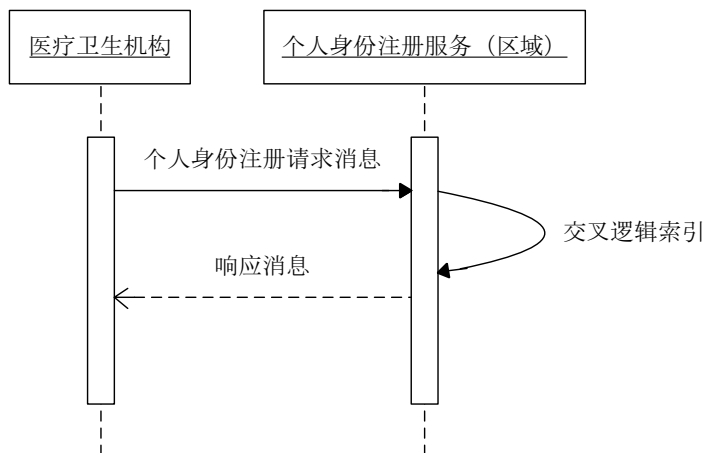 医疗卫生机构
个人身份注册服务（区域）
个人身份注册请求消息
交叉逻辑索引
响应消息